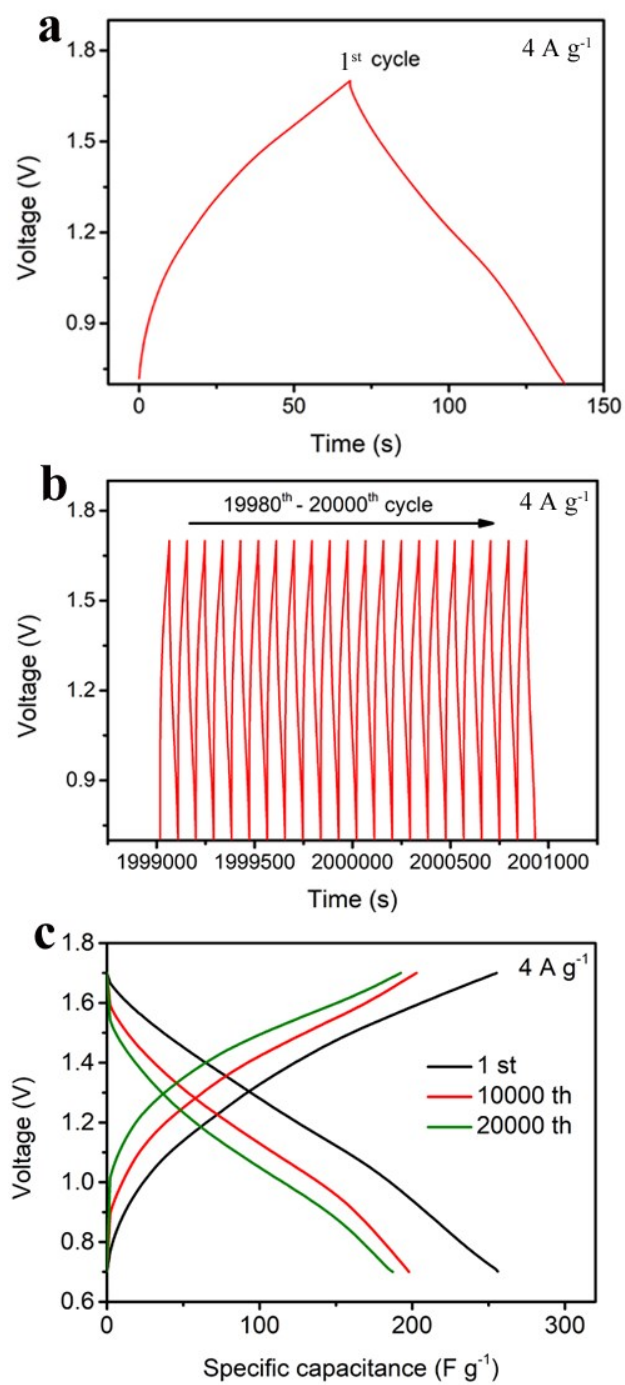 a
4 A g⁻¹
1ˢᵗ cycle
1.8
1.5
1.2
0.9
Voltage (V)
0 50 100 150
Time (s)
b
4 A g⁻¹
19980ᵗʰ - 20000ᵗʰ cycle
1.8
1.5
1.2
0.9
Voltage (V)
1999000 1999500 2000000 2000500 2001000
Time (s)
c
4 A g⁻¹
1.8
1.6
1.4
1.2
1.0
0.8
0.6
Voltage (V)
1 st
10000 th
20000 th
0 100 200 300
Specific capacitance (F g⁻¹)